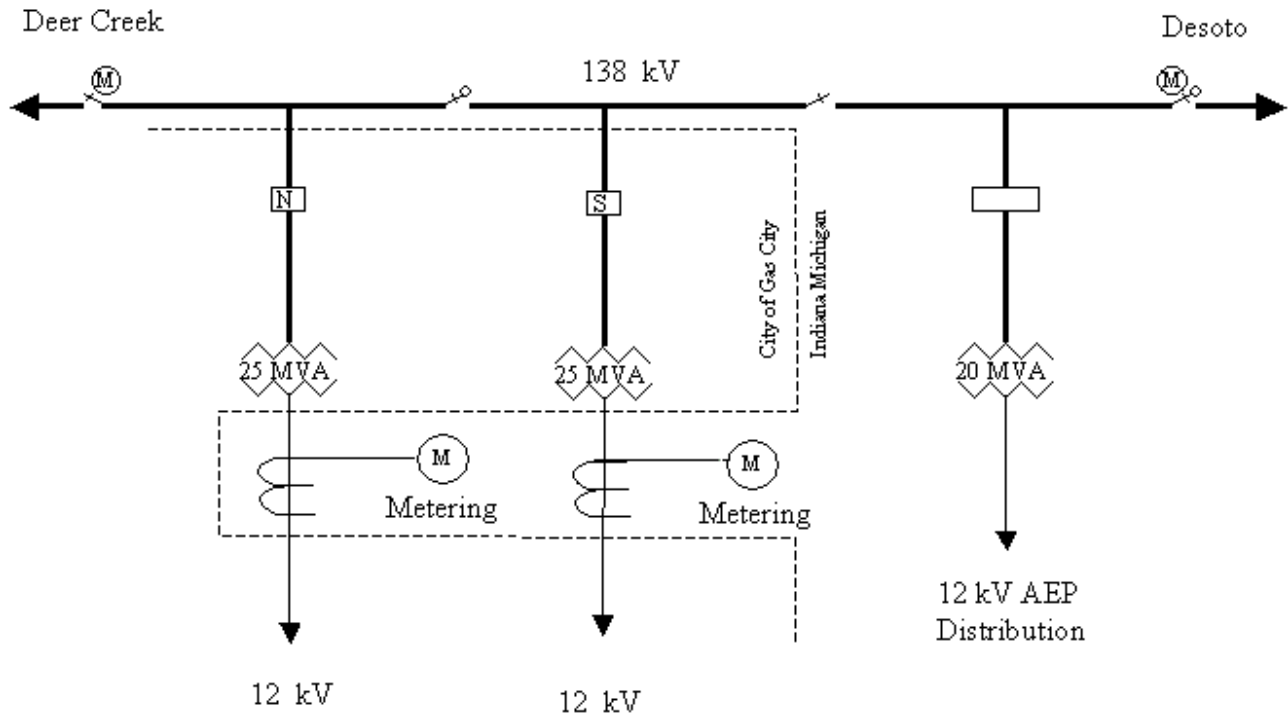 Deer Creek
Desoto
M
138 kV
M
N
S
City of Gas City
Indiana Michigan
25 MVA
25 MVA
20 MVA
M
M
Metering
Metering
12 kV AEP
Distribution
12 kV
12 kV